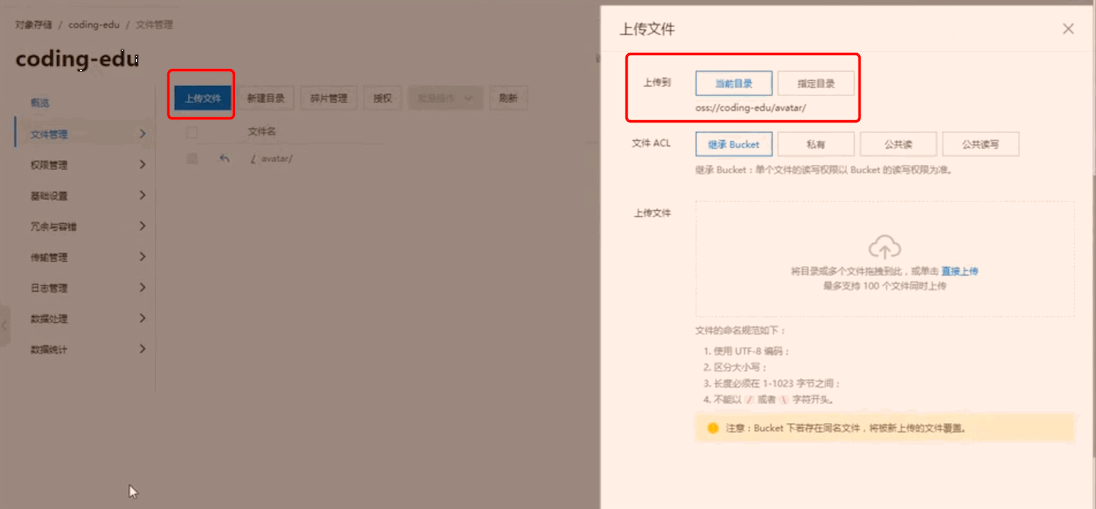 对象存储 / coding-edu / 文件管理
coding-edu
概览
文件管理
权限管理
基础设置
冗余与容错
传输管理
日志管理
数据处理
数据统计
上传文件 新建目录 碎片管理 授权 批量操作 刷新
文件名
avatar/
上传文件
上传到 当前目录 指定目录
oss://coding-edu/avatar/
文件 ACL 继承 Bucket 私有 公共读 公共读写
继承 Bucket：单个文件的读写权限以 Bucket 的读写权限为准。
上传文件
将目录或多个文件拖拽到此，或单击 直接上传
最多支持 100 个文件同时上传
文件的命名规范如下：
1. 使用 UTF-8 编码；
2. 区分大小写；
3. 长度必须在 1-1023 字节之间；
4. 不能以 / 或者 \ 字符开头。
注意：Bucket 下若存在同名文件，将被新上传的文件覆盖。